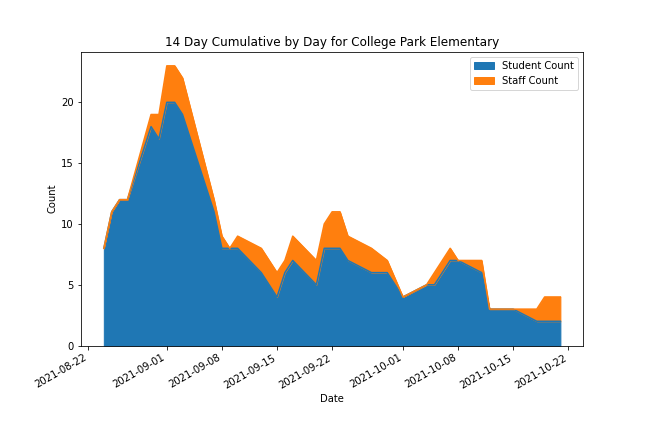 14 Day Cumulative by Day for College Park Elementary
Student Count
Staff Count
Count
20
15
10
5
0
2021-08-22
2021-09-01
2021-09-08
2021-09-15
2021-09-22
2021-10-01
2021-10-08
2021-10-15
2021-10-22
Date